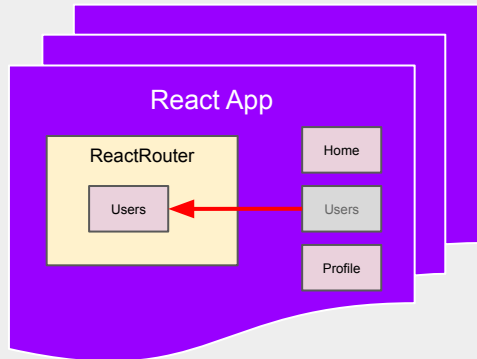 React App
ReactRouter
Users
Home
Users
Profile